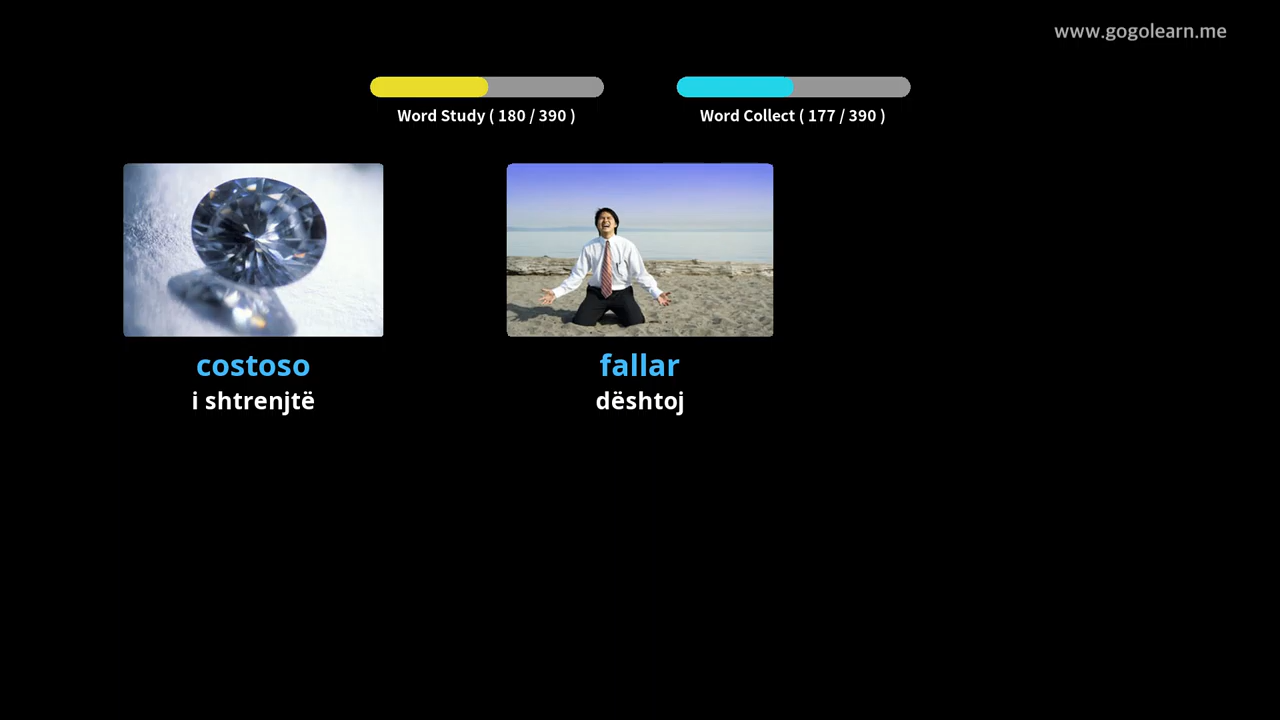 www.gogolearn.me
Word Study ( 180 / 390 )
Word Collect ( 177 / 390 )
costoso
i shtrenjtë
fallar
dështoj